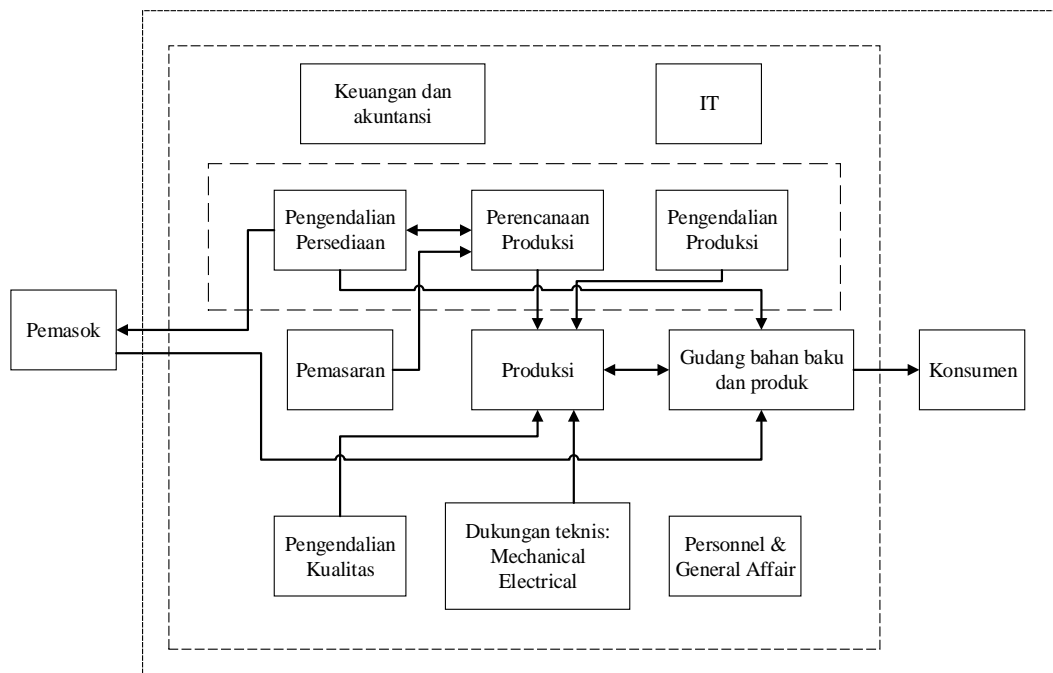 Keuangan dan
akuntansi
IT
Pengendalian
Persediaan
Perencanaan
Produksi
Pengendalian
Produksi
Pemasok
Pemasaran
Produksi
Gudang bahan baku
dan produk
Konsumen
Pengendalian
Kualitas
Dukungan teknis:
Mechanical
Electrical
Personnel &
General Affair